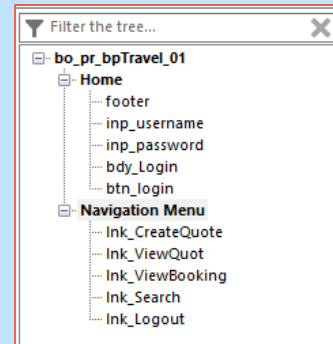 Filter the tree...
bo_pr_bpTravel_01
Home
footer
inp_username
inp_password
bdy_Login
btn_login
Navigation Menu
lnk_CreateQuote
lnk_ViewQuot
lnk_ViewBooking
lnk_Search
lnk_Logout